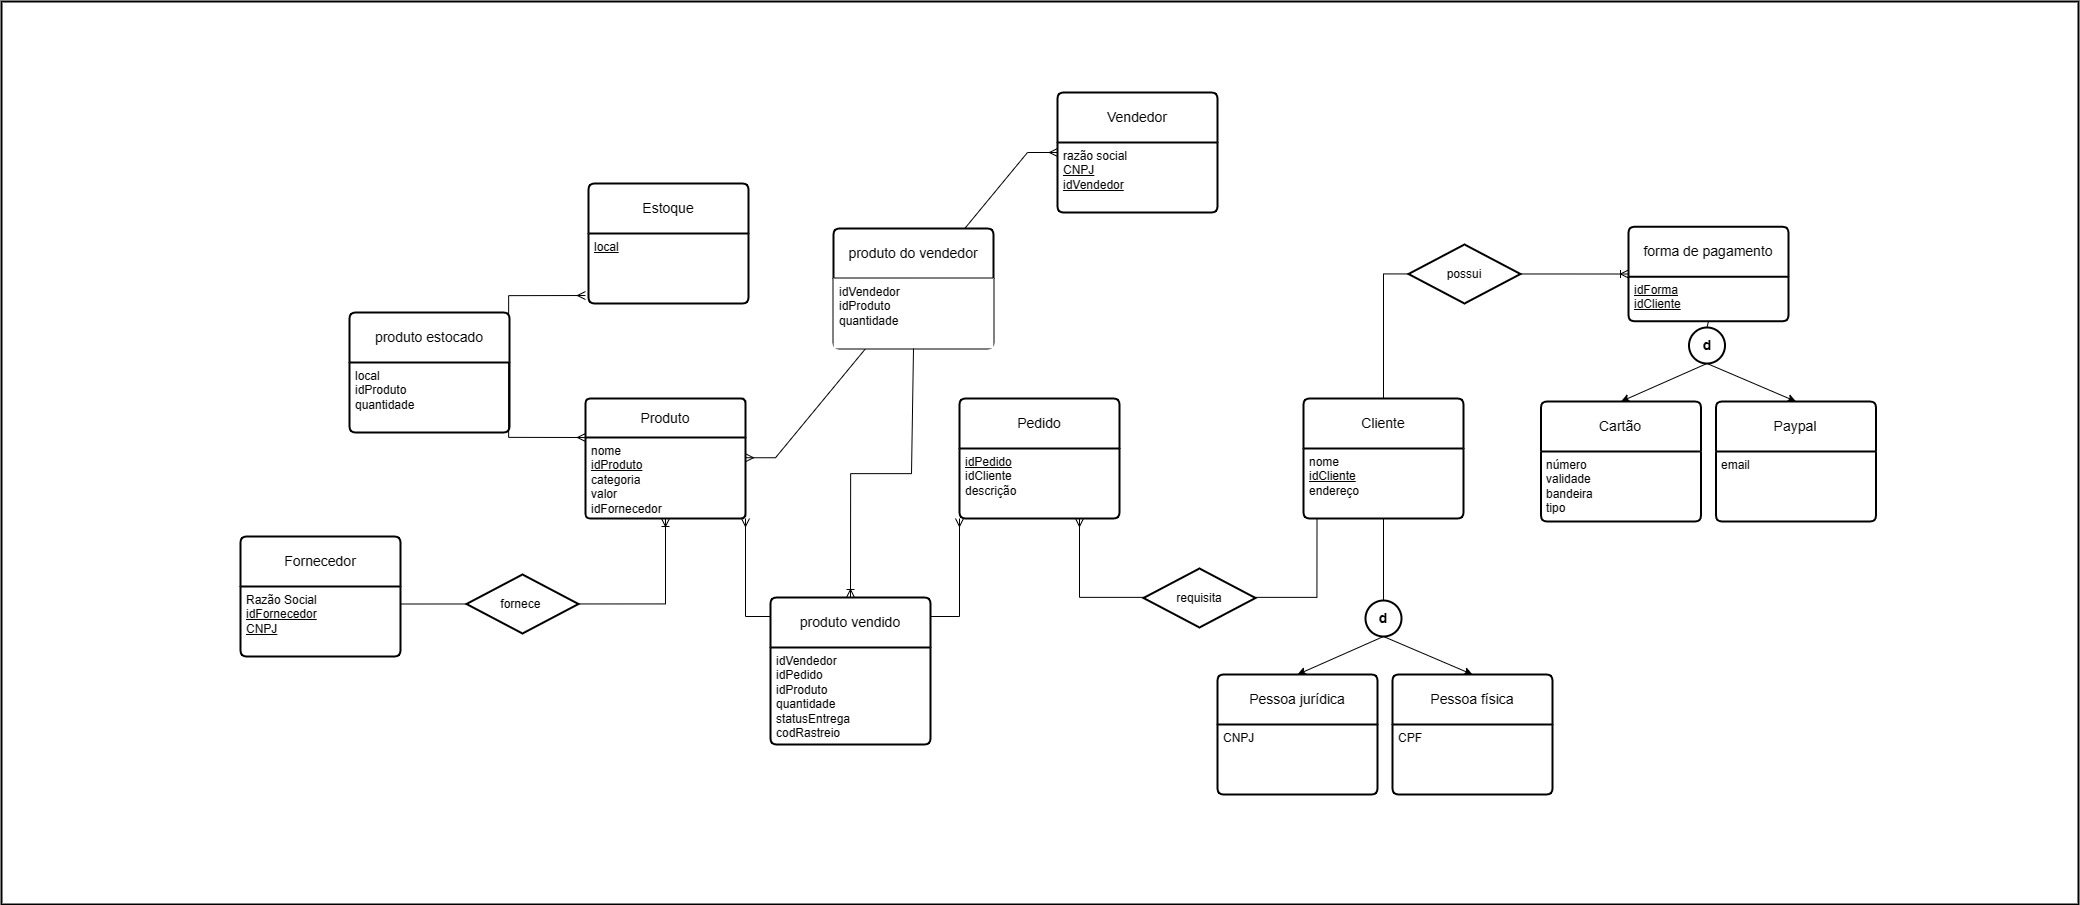 Vendedor
razão social
CNPJ
idVendedor
Estoque
local
produto do vendedor
idVendedor
idProduto
quantidade
possui
forma de pagamento
idForma
idCliente
d
produto estocado
local
idProduto
quantidade
Produto
nome
idProduto
categoria
valor
idFornecedor
Pedido
idPedido
idCliente
descrição
Cliente
nome
idCliente
endereço
Cartão
número
validade
bandeira
tipo
Paypal
email
Fornecedor
Razão Social
idFornecedor
CNPJ
fornece
produto vendido
idVendedor
idPedido
idProduto
quantidade
statusEntrega
codRastreio
requisita
d
Pessoa jurídica
CNPJ
Pessoa física
CPF